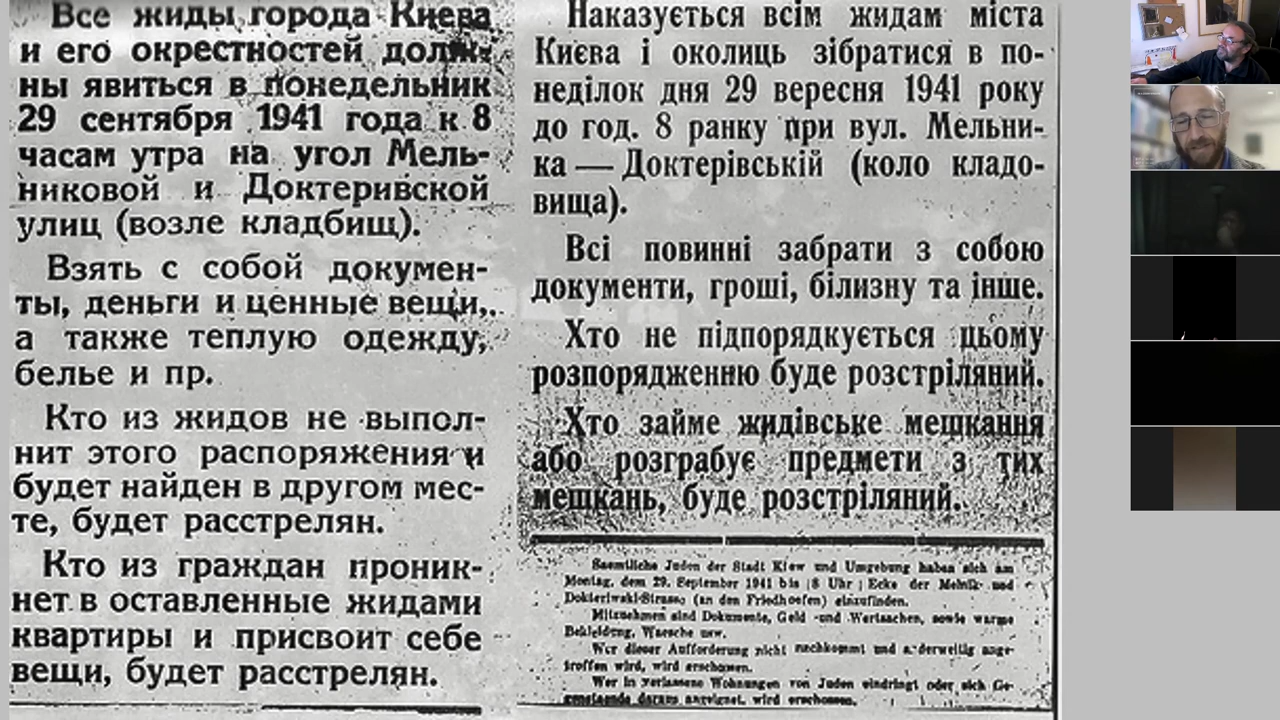 Все жиды города Киева
и его окрестностей долж-
ны явиться в понедельник
29 сентября 1941 года к 8
часам утра на угол Мель-
никовой и Доктеривской
улиц (возле кладбищ).
Взять с собой докумен-
ты, деньги и ценные вещи,
а также теплую одежду,
белье и пр.
Кто из жидов не выпол-
нит этого распоряжения и
будет найден в другом мес-
те, будет расстрелян.
Кто из граждан проник-
нет в оставленные жидами
квартиры и присвоит себе
вещи, будет расстрелян.
Наказується всім жидам міста
Києва і околиць зібратися в по-
неділок дня 29 вересня 1941 року
до год. 8 ранку при вул. Мельни-
ка — Доктерівській (коло кладо-
вища).
Всі повинні забрати з собою
документи, гроші, білизну та інше.
Хто не підпорядкується цьому
розпорядженню буде розстріляний.
Хто займе жидівське мешкання
або розграбує предмети з тих
мешкань, буде розстріляний.
Saemtliche Juden der Stadt Kiew und Umgebung haben sich am
Montag, dem 29. September 1941 bis 8 Uhr Ecke der Melnik- und
Dokteriwski-Strasse (an den Friedhoefen) einzufinden.
Mitzunehmen sind Dokumente, Geld und Wertsachen, sowie warme
Bekleidung, Waesche usw.
Wer dieser Aufforderung nicht nachkommt und anderweitig ange-
troffen wird, wird erschossen.
Wer in verlassene Wohnungen von Juden eindringt oder sich Ge-
genstaende daraus aneignet, wird erschossen.